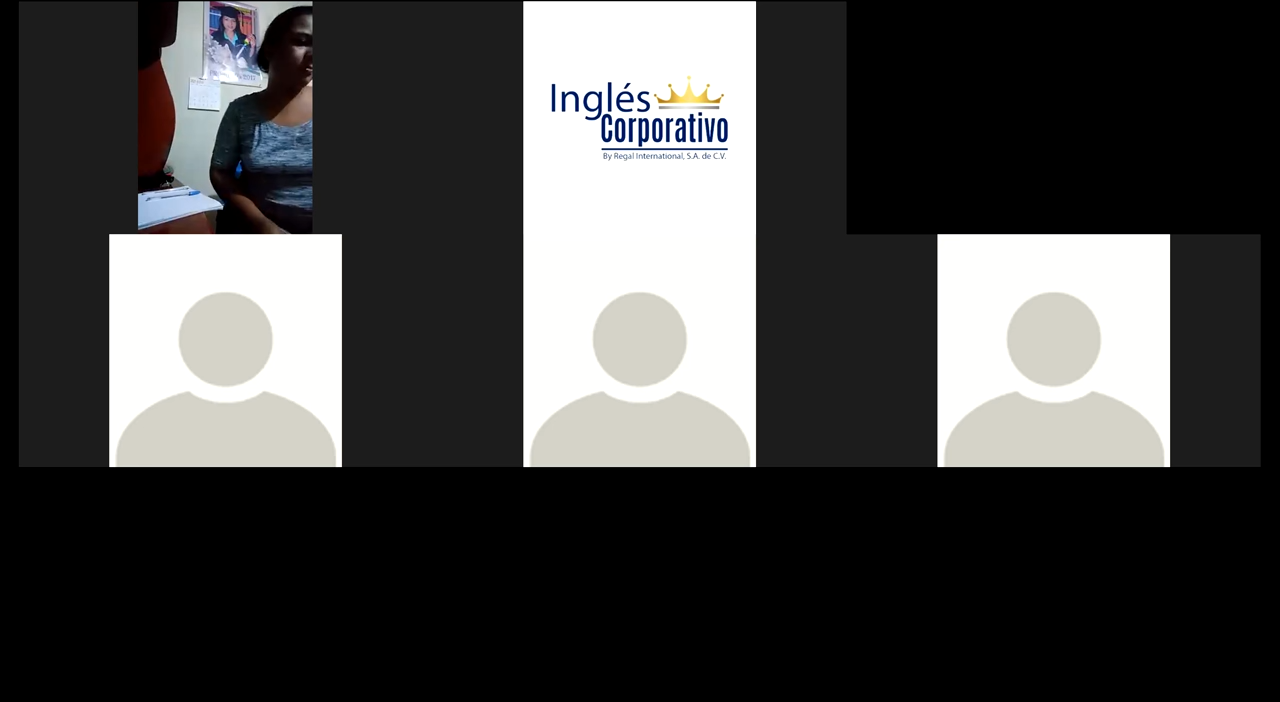 Inglés
Corporativo
By Regal International, S.A. de C.V.